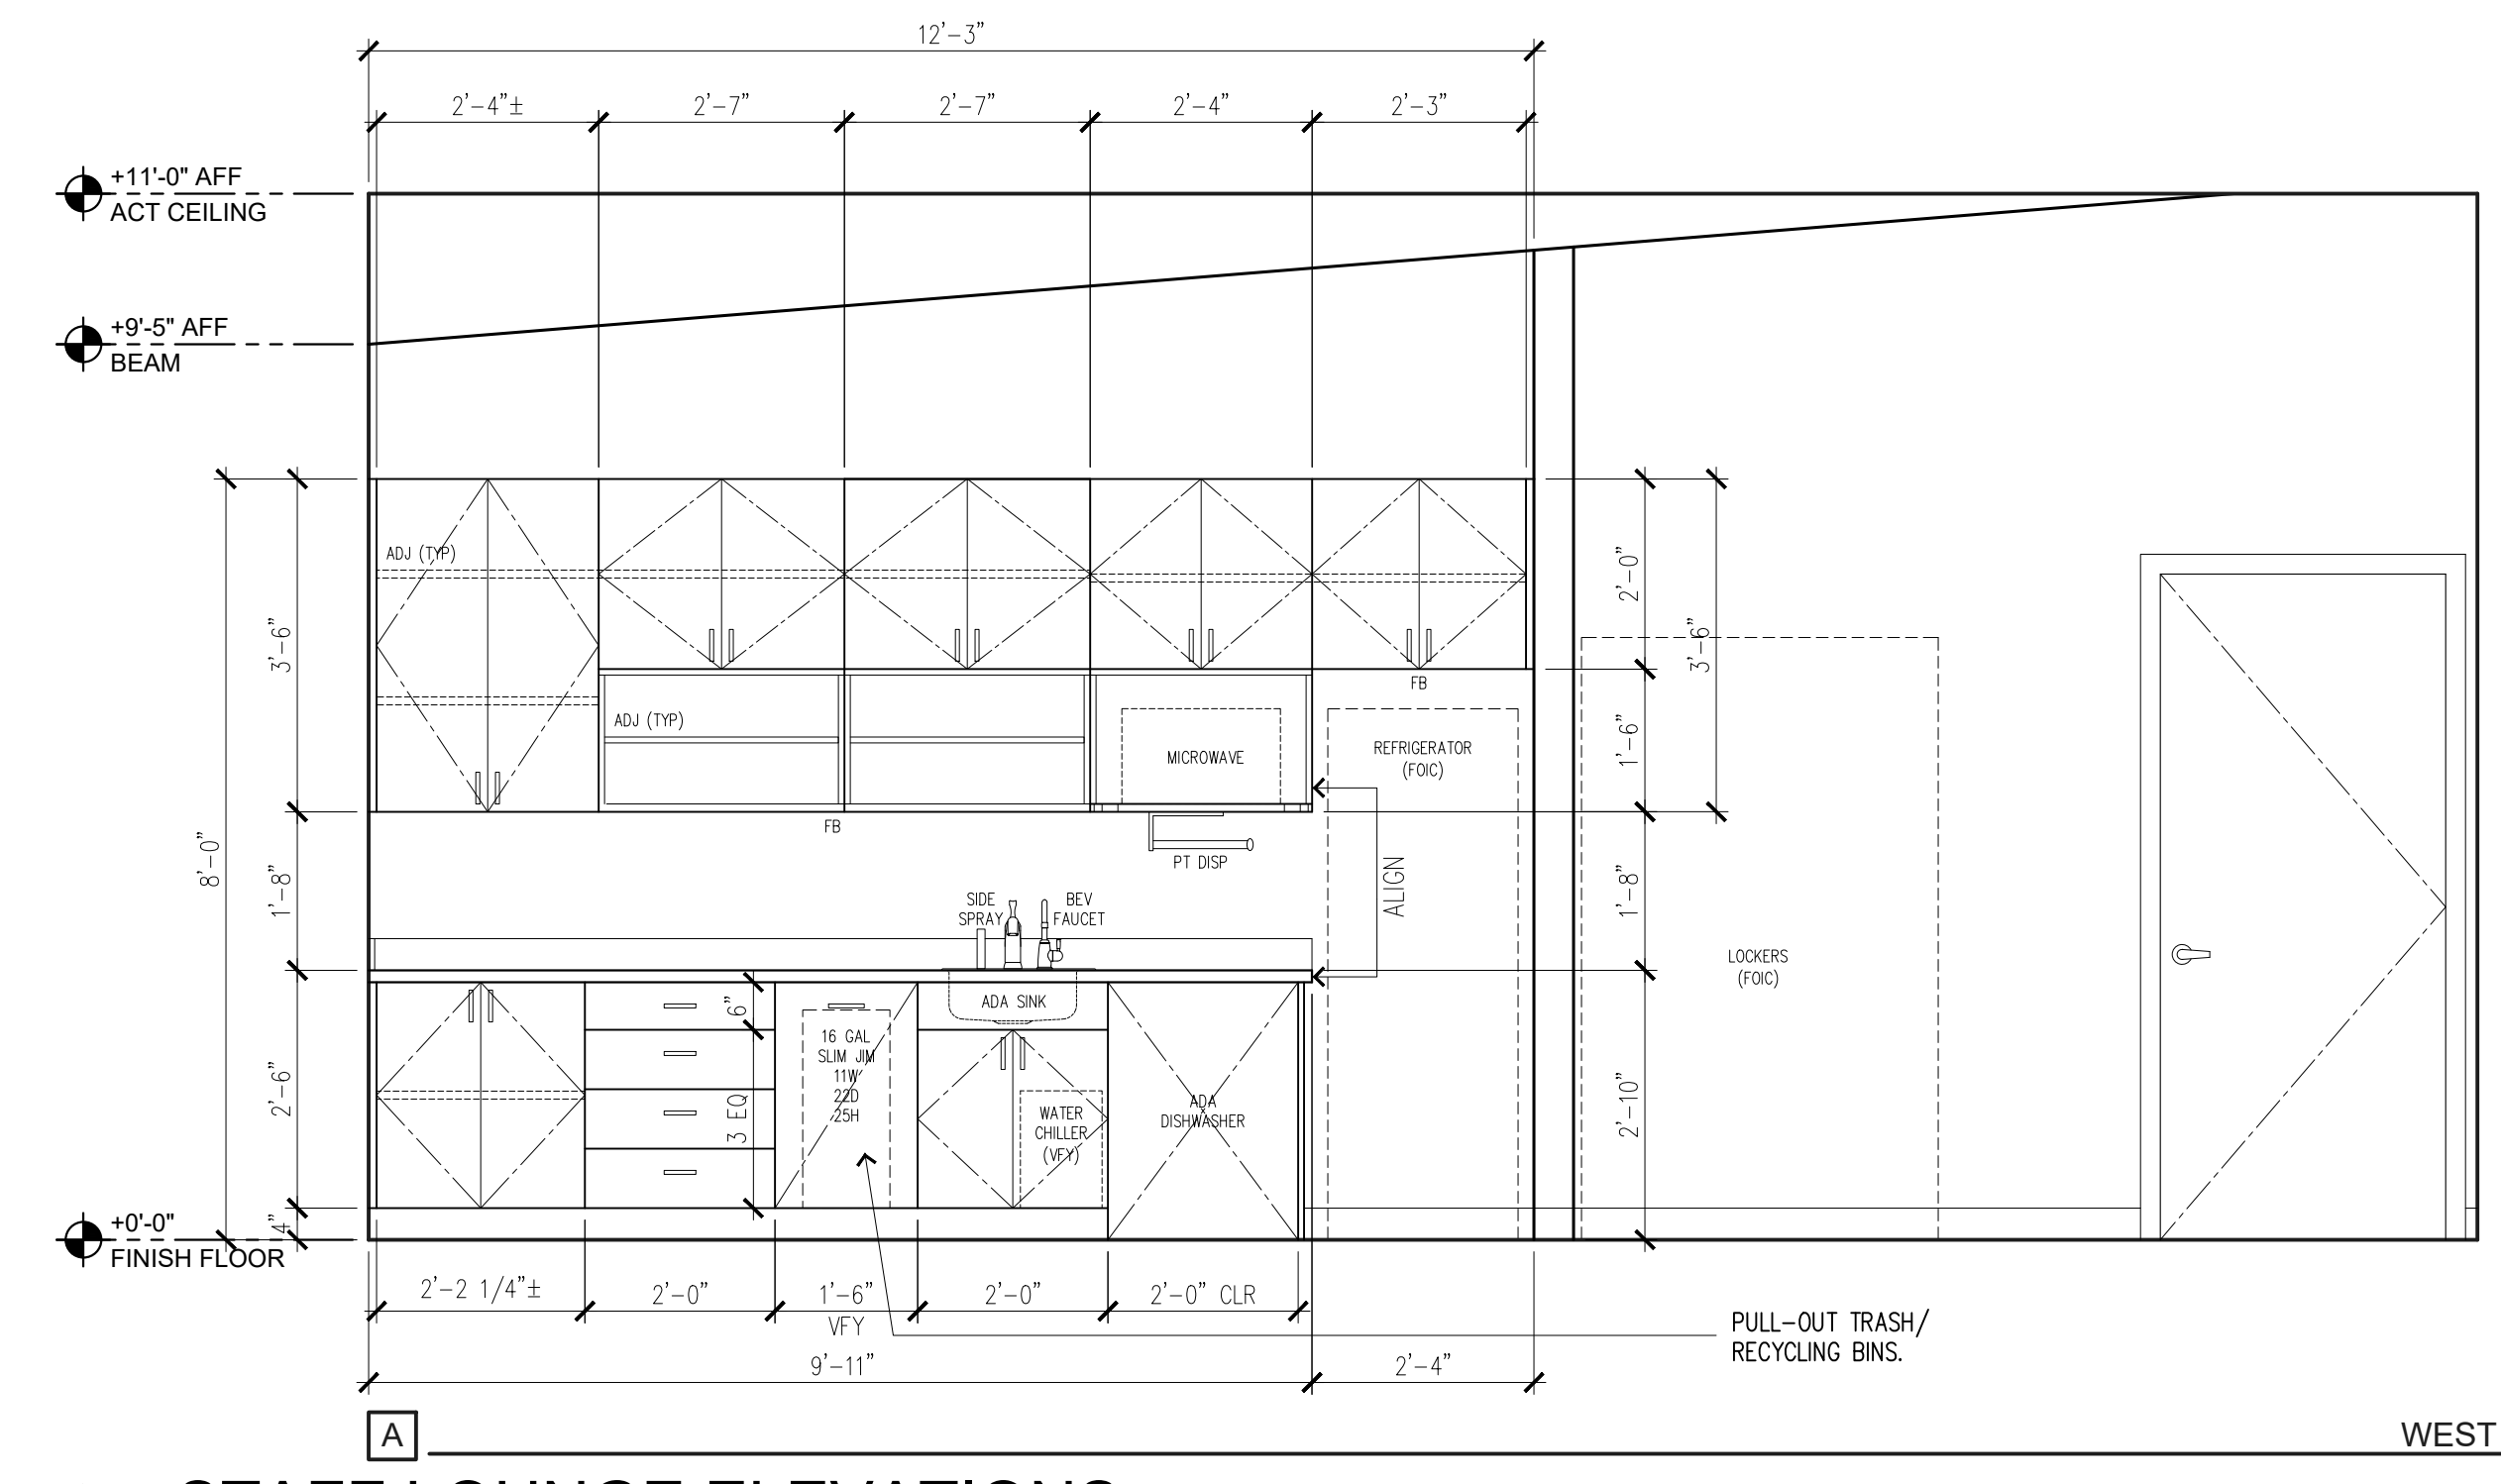 12'-3"
2'-4"±
2'-7"
2'-7"
2'-4"
2'-3"
+11'-0" AFF
ACT CEILING
+9'-5" AFF
BEAM
ADJ (TYP)
2'-0"
3'-6"
3'-6"
FB
ADJ (TYP)
MICROWAVE
REFRIGERATOR
(FOIC)
1'-6"
FB
PT DISP
8'-0"
1'-8"
ALIGN
1'-8"
SIDE
SPRAY
BEV
FAUCET
LOCKERS
(FOIC)
6"
ADA SINK
16 GAL
SLIM JIM
11W
22D
25H
2'-6"
3 EQ
WATER
CHILLER
(VFY)
ADA
DISHWASHER
2'-10"
4"
+0'-0"
FINISH FLOOR
2'-2 1/4"±
2'-0"
1'-6"
VFY
2'-0"
2'-0" CLR
PULL-OUT TRASH/
RECYCLING BINS.
9'-11"
2'-4"
A
WEST
STAFF LOUNGE ELEVATIONS